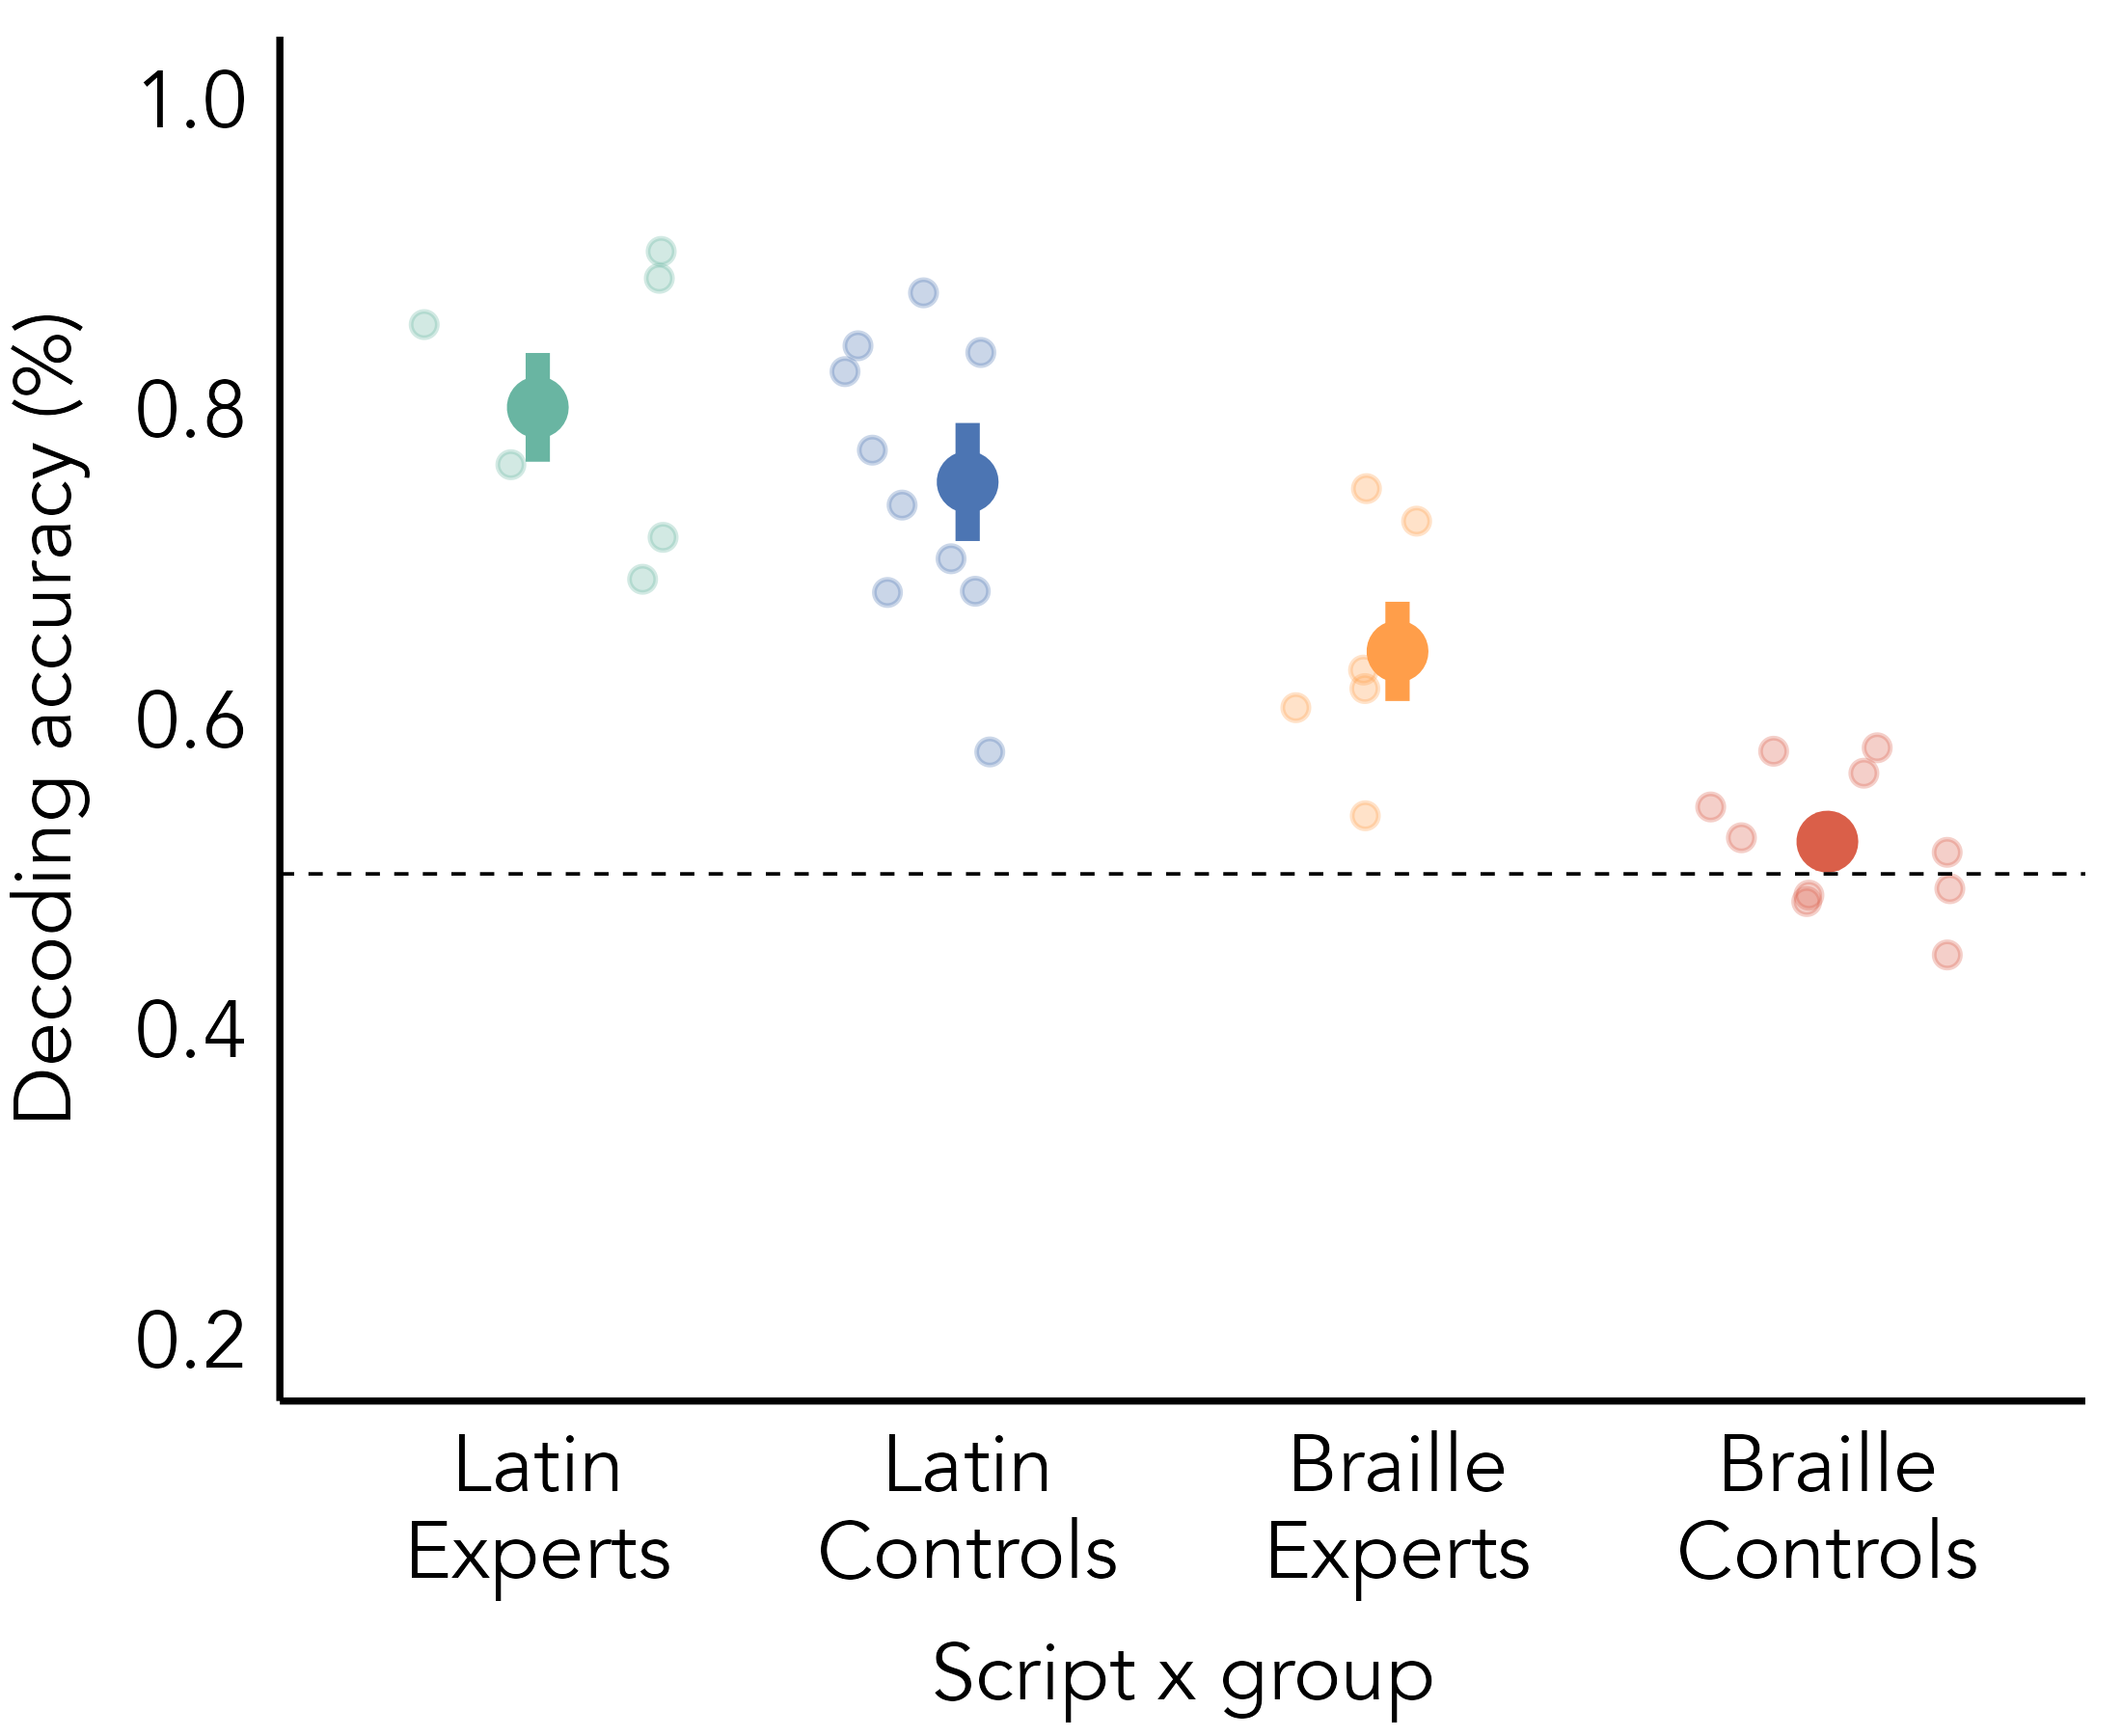 Decoding accuracy (%)
1.0
0.8
0.6
0.4
0.2
Latin
Experts
Latin
Controls
Braille
Experts
Braille
Controls
Script x group